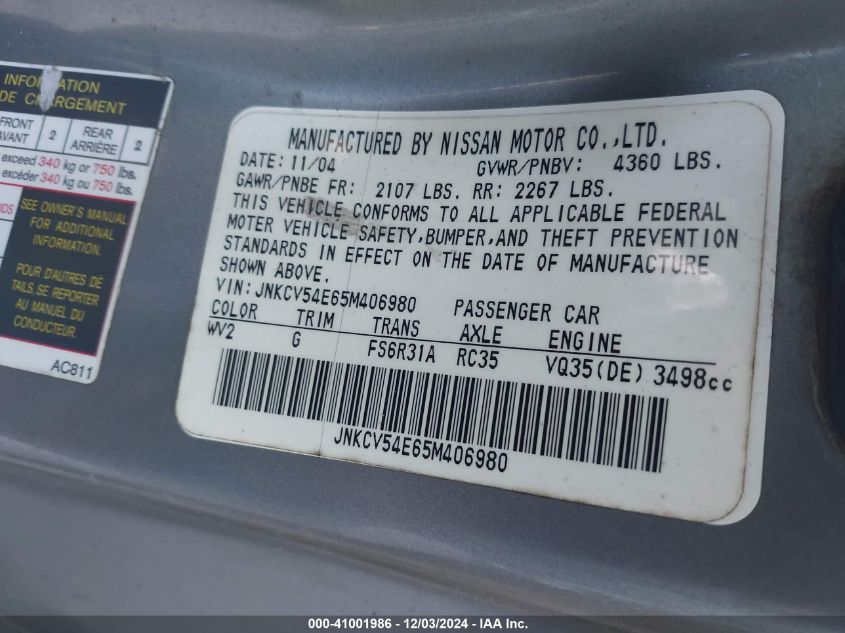 INFORMATION
DE CHARGEMENT
FRONT
AVANT 2 REAR
ARRIÈRE 2
exceed 340 kg or 750 lbs.
excéder 340 kg ou 750 lbs.
SEE OWNER'S MANUAL
FOR ADDITIONAL
INFORMATION.
POUR D'AUTRES DE
TAILS, SE REPORTER
AU MANUEL DU
CONDUCTEUR.
AC811
MANUFACTURED BY NISSAN MOTOR CO.,LTD.
DATE: 11/04 GVWR/PNBV: 4360 LBS.
GAWR/PNBE FR: 2107 LBS. RR: 2267 LBS.
THIS VEHICLE CONFORMS TO ALL APPLICABLE FEDERAL
MOTER VEHICLE SAFETY,BUMPER,AND THEFT PREVENTION
STANDARDS IN EFFECT ON THE DATE OF MANUFACTURE
SHOWN ABOVE.
VIN:JNKCV54E65M406980 PASSENGER CAR
COLOR TRIM TRANS AXLE ENGINE
WV2 G FS6R31A RC35 VQ35(DE) 3498cc
JNKCV54E65M406980
000-41001986 - 12/03/2024 - IAA Inc.